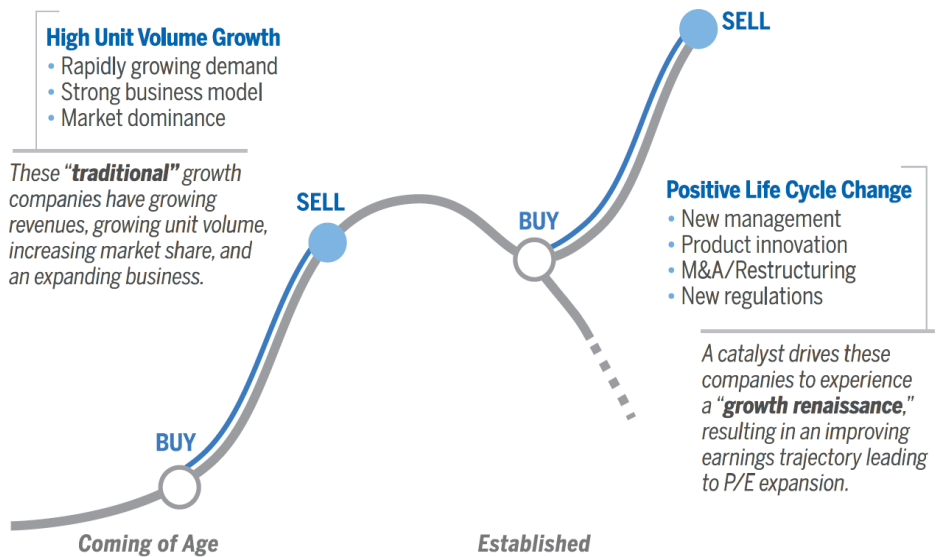 High Unit Volume Growth
• Rapidly growing demand
• Strong business model
• Market dominance
These “traditional” growth
companies have growing
revenues, growing unit volume,
increasing market share, and
an expanding business.
BUY
SELL
BUY
SELL
Positive Life Cycle Change
• New management
• Product innovation
• M&A/Restructuring
• New regulations
A catalyst drives these
companies to experience
a “growth renaissance,”
resulting in an improving
earnings trajectory leading
to P/E expansion.
Coming of Age
Established